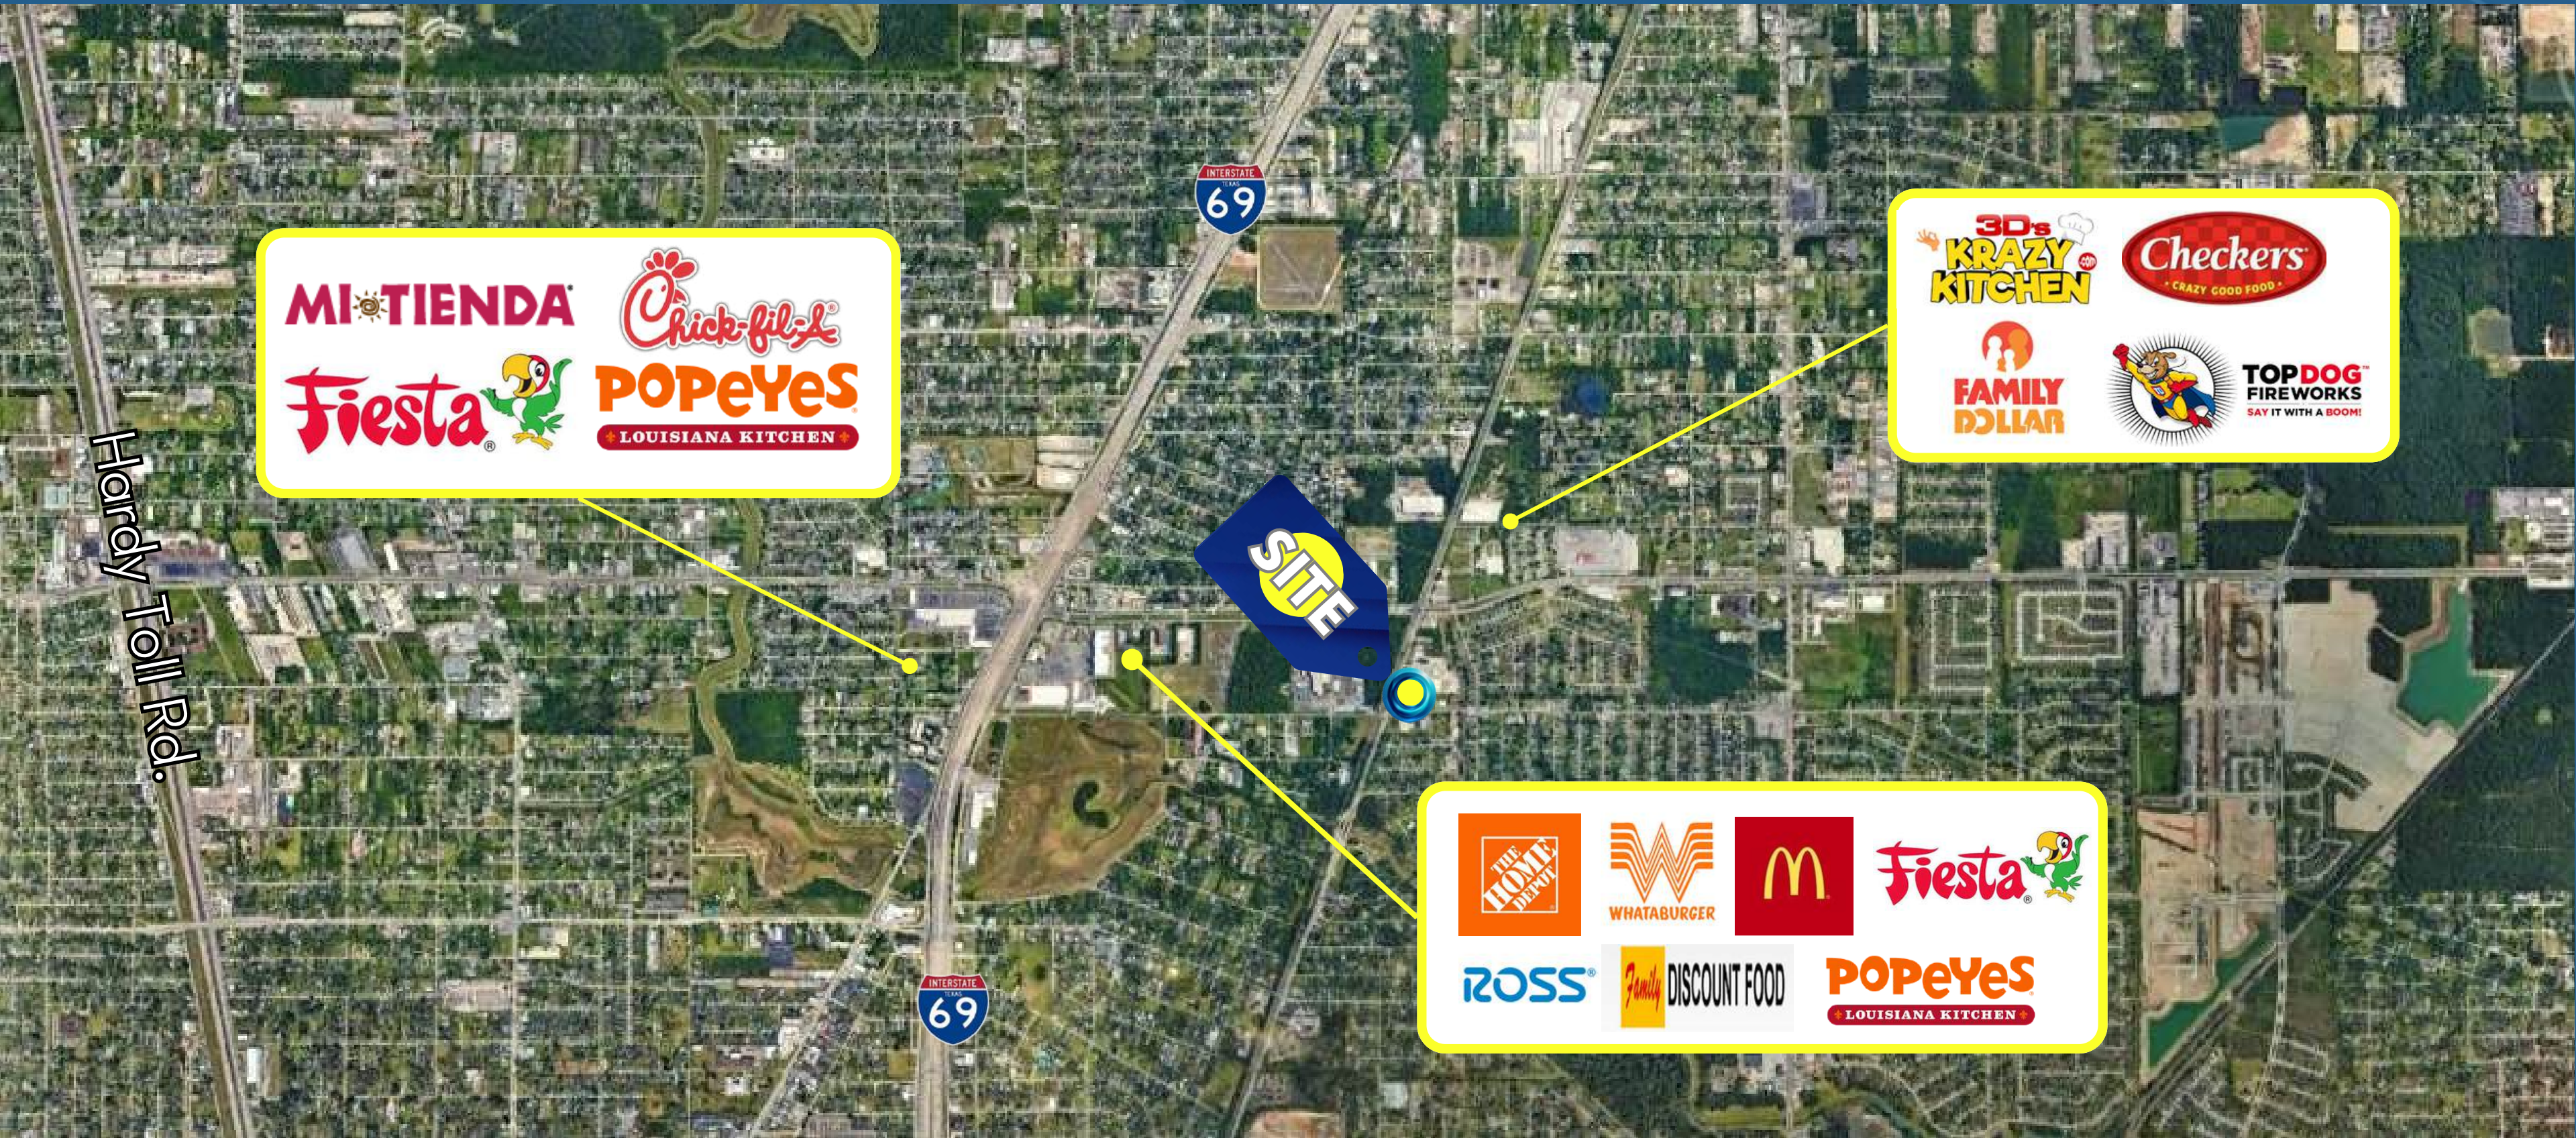 INTERSTATE
TEXAS
69
MI TIENDA
Chick-fil-A®
Fiesta®
POPEYES
LOUISIANA KITCHEN
3D's
KRAZY
KITCHEN
.com
Checkers
CRAZY GOOD FOOD
FAMILY
DOLLAR
TOPDOG™
FIREWORKS
SAY IT WITH A BOOM!
Hardy Toll Rd.
SITE
THE
HOME
DEPOT
WHATABURGER
M
Fiesta®
ROSS®
Family DISCOUNT FOOD
POPEYES
LOUISIANA KITCHEN
INTERSTATE
TEXAS
69